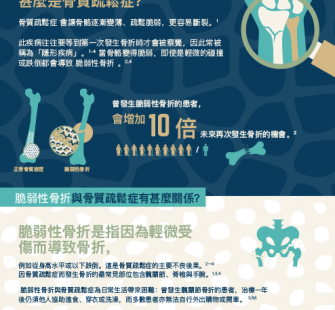 甚麼是骨質疏鬆症？
骨質疏鬆症 會讓骨骼逐漸變薄、疏鬆脆弱，更容易斷裂。1
此疾病往往要等到第一次發生骨折時才會被察覺，因此常被
稱為「隱形疾病」。1-4 當骨骼變得脆弱，即使是輕微的碰撞
或跌倒都會導致 脆弱性骨折 。2,4
曾發生脆弱性骨折的患者，
會增加 10 倍 未來再次發生骨折的機會。3
正常骨質密度
脆弱性骨折
脆弱性骨折與骨質疏鬆症有甚麼關係?
脆弱性骨折是指因為輕微受
傷而導致骨折，
例如從身高水平或以下跌倒。這是骨質疏鬆症的主要不良後果。2-4
因骨質疏鬆症而發生骨折的最常見部位包含髖關節、脊椎與手腕。
脆弱性骨折與骨質疏鬆症為日常生活帶來困難：曾發生髖關節骨折的患者，治療一年
後仍須他人協助進食、穿衣或洗澡，而多數患者亦無法自行外出購物或開車。